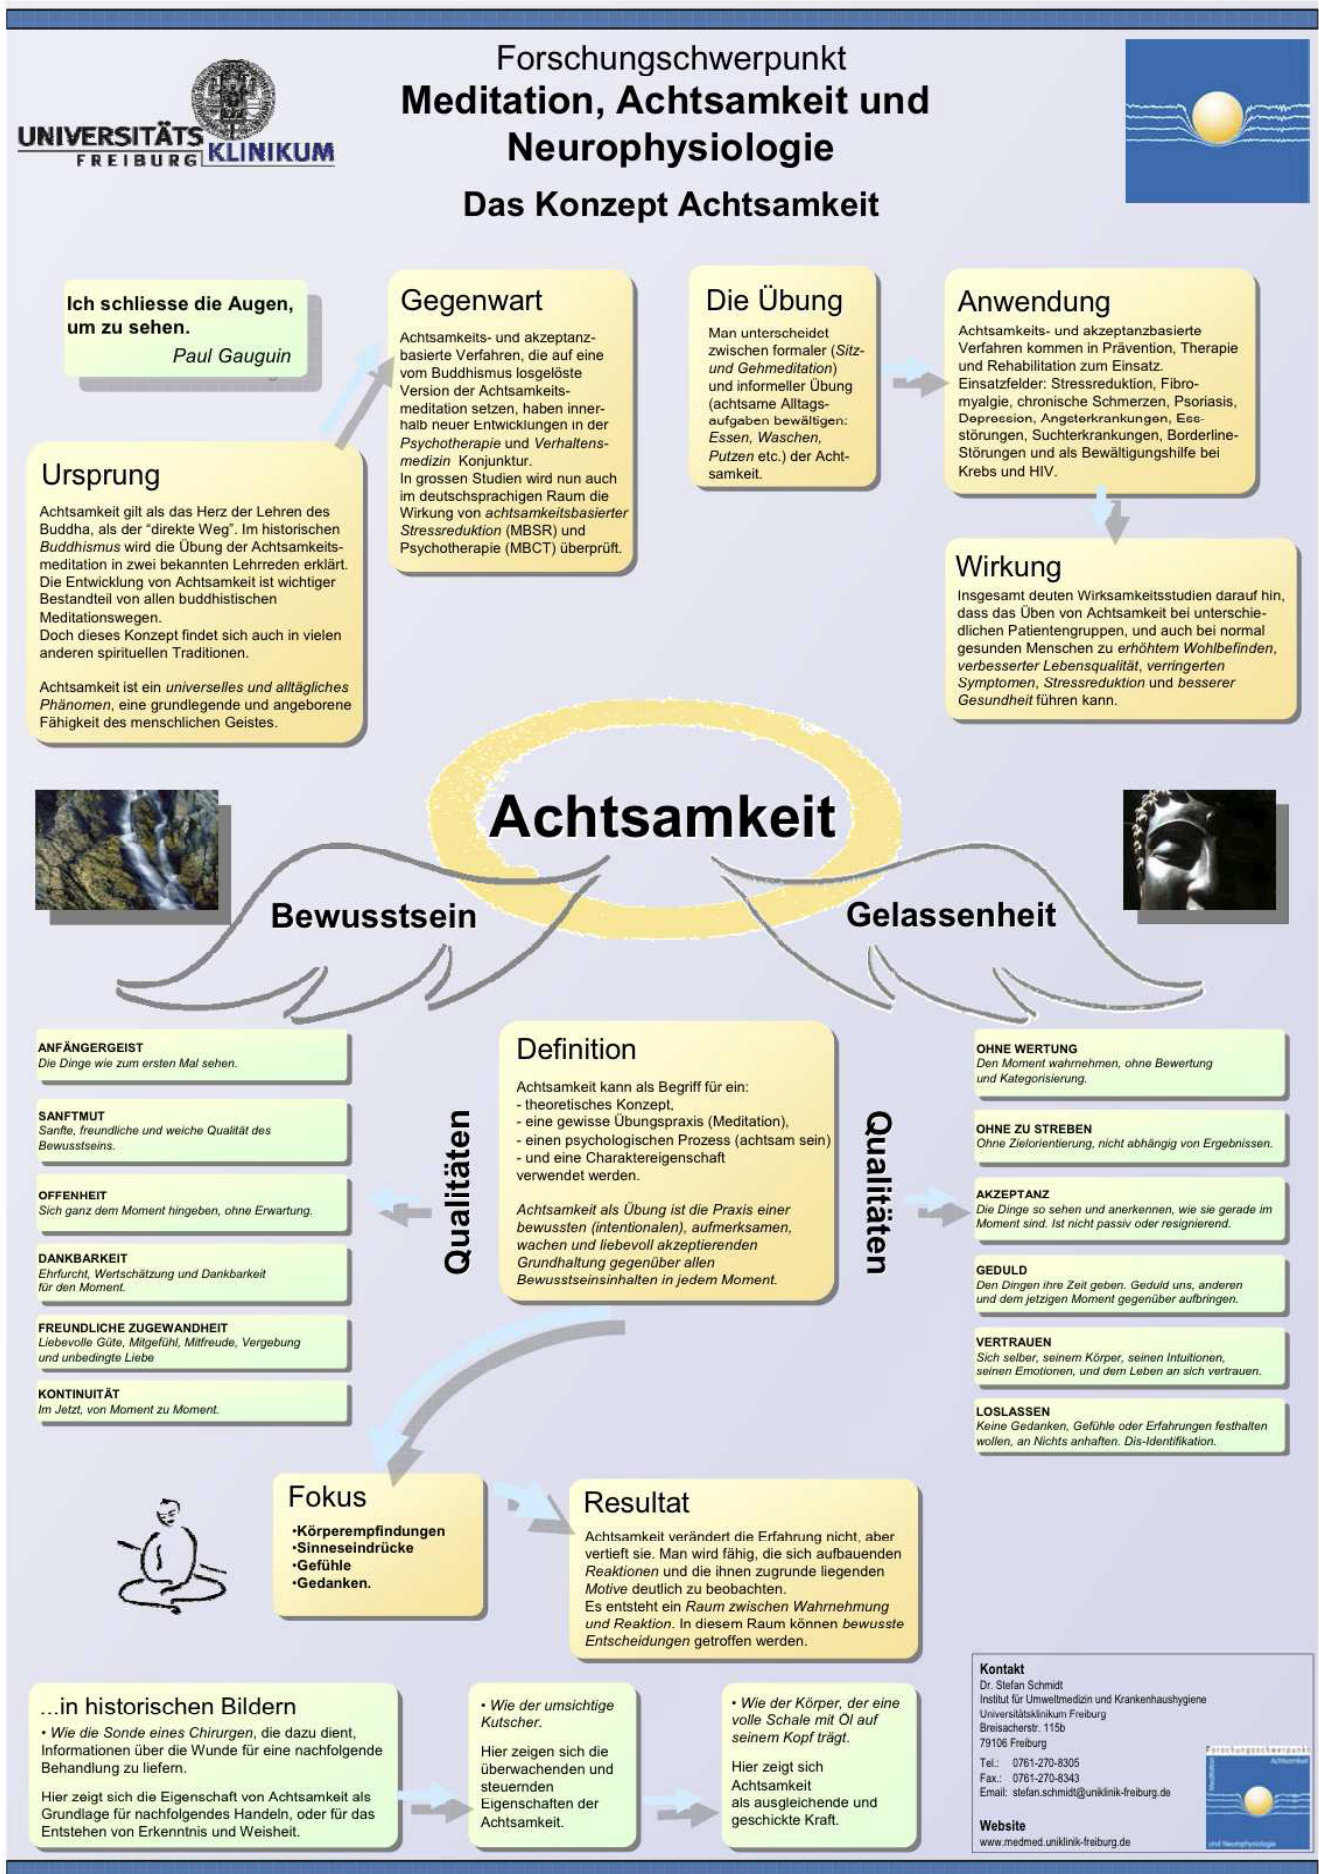 UNIVERSITÄTS
FREIBURG KLINIKUM
Forschungschwerpunkt
Meditation, Achtsamkeit und
Neurophysiologie
Das Konzept Achtsamkeit
Ich schliesse die Augen,
um zu sehen.
Paul Gauguin
Ursprung
Achtsamkeit gilt als das Herz der Lehren des
Buddha, als der "direkte Weg". Im historischen
Buddhismus wird die Übung der Achtsamkeits-
meditation in zwei bekannten Lehrreden erklärt.
Die Entwicklung von Achtsamkeit ist wichtiger
Bestandteil von allen buddhistischen
Meditationswegen.
Doch dieses Konzept findet sich auch in vielen
anderen spirituellen Traditionen.
Achtsamkeit ist ein universelles und alltägliches
Phänomen, eine grundlegende und angeborene
Fähigkeit des menschlichen Geistes.
Gegenwart
Achtsamkeits- und akzeptanz-
basierte Verfahren, die auf eine
vom Buddhismus losgelöste
Version der Achtsamkeits-
meditation setzen, haben inner-
halb neuer Entwicklungen in der
Psychotherapie und Verhaltens-
medizin Konjunktur.
In grossen Studien wird nun auch
im deutschsprachigen Raum die
Wirkung von achtsamkeitsbasierter
Stressreduktion (MBSR) und
Psychotherapie (MBCT) überprüft.
Die Übung
Man unterscheidet
zwischen formaler (Sitz-
und Gehmeditation)
und informeller Übung
(achtsame Alltags-
aufgaben bewältigen:
Essen, Waschen,
Putzen etc.) der Acht-
samkeit.
Anwendung
Achtsamkeits- und akzeptanzbasierte
Verfahren kommen in Prävention, Therapie
und Rehabilitation zum Einsatz.
Einsatzfelder: Stressreduktion, Fibro-
myalgie, chronische Schmerzen, Psoriasis,
Depression, Angsterkrankungen, Ess-
störungen, Suchterkrankungen, Borderline-
Störungen und als Bewältigungshilfe bei
Krebs und HIV.
Wirkung
Insgesamt deuten Wirksamkeitsstudien darauf hin,
dass das Üben von Achtsamkeit bei unterschie-
dlichen Patientengruppen, und auch bei normal
gesunden Menschen zu erhöhtem Wohlbefinden,
verbesserter Lebensqualität, verringerten
Symptomen, Stressreduktion und besserer
Gesundheit führen kann.
Achtsamkeit
Bewusstsein
Gelassenheit
ANFÄNGERGEIST
Die Dinge wie zum ersten Mal sehen.
SANFTMUT
Sanfte, freundliche und weiche Qualität des
Bewusstseins.
OFFENHEIT
Sich ganz dem Moment hingeben, ohne Erwartung.
DANKBARKEIT
Ehrfurcht, Wertschätzung und Dankbarkeit
für den Moment.
FREUNDLICHE ZUGEWANDHEIT
Liebevolle Güte, Mitgefühl, Mitfreude, Vergebung
und unbedingte Liebe
KONTINUITÄT
Im Jetzt, von Moment zu Moment.
Qualitäten
Definition
Achtsamkeit kann als Begriff für ein:
- theoretisches Konzept,
- eine gewisse Übungspraxis (Meditation),
- einen psychologischen Prozess (achtsam sein)
- und eine Charaktereigenschaft
verwendet werden.
Achtsamkeit als Übung ist die Praxis einer
bewussten (intentionalen), aufmerksamen,
wachen und liebevoll akzeptierenden
Grundhaltung gegenüber allen
Bewusstseinsinhalten in jedem Moment.
Qualitäten
OHNE WERTUNG
Den Moment wahrnehmen, ohne Bewertung
und Kategorisierung.
OHNE ZU STREBEN
Ohne Zielorientierung, nicht abhängig von Ergebnissen.
AKZEPTANZ
Die Dinge so sehen und anerkennen, wie sie gerade im
Moment sind. Ist nicht passiv oder resignierend.
GEDULD
Den Dingen ihre Zeit geben. Geduld uns, anderen
und dem jetzigen Moment gegenüber aufbringen.
VERTRAUEN
Sich selber, seinem Körper, seinen Intuitionen,
seinen Emotionen, und dem Leben an sich vertrauen.
LOSLASSEN
Keine Gedanken, Gefühle oder Erfahrungen festhalten
wollen, an Nichts anhaften. Dis-Identifikation.
Fokus
•Körperempfindungen
•Sinneseindrücke
•Gefühle
•Gedanken.
Resultat
Achtsamkeit verändert die Erfahrung nicht, aber
vertieft sie. Man wird fähig, die sich aufbauenden
Reaktionen und die ihnen zugrunde liegenden
Motive deutlich zu beobachten.
Es entsteht ein Raum zwischen Wahrnehmung
und Reaktion. In diesem Raum können bewusste
Entscheidungen getroffen werden.
...in historischen Bildern
• Wie die Sonde eines Chirurgen, die dazu dient,
Informationen über die Wunde für eine nachfolgende
Behandlung zu liefern.
Hier zeigt sich die Eigenschaft von Achtsamkeit als
Grundlage für nachfolgendes Handeln, oder für das
Entstehen von Erkenntnis und Weisheit.
• Wie der umsichtige
Kutscher.
Hier zeigen sich die
überwachenden und
steuernden
Eigenschaften der
Achtsamkeit.
• Wie der Körper, der eine
volle Schale mit Öl auf
seinem Kopf trägt.
Hier zeigt sich
Achtsamkeit
als ausgleichende und
geschickte Kraft.
Kontakt
Dr. Stefan Schmidt
Institut für Umweltmedizin und Krankenhaushygiene
Universitätsklinikum Freiburg
Breisacherstr. 115b
79106 Freiburg
Tel.: 0761-270-8305
Fax.: 0761-270-8343
Email: stefan.schmidt@uniklinik-freiburg.de
Website
www.medmed.uniklinik-freiburg.de
Forschungsschwerpunkt
Meditation
Achtsamkeit
und Neurophysiologie